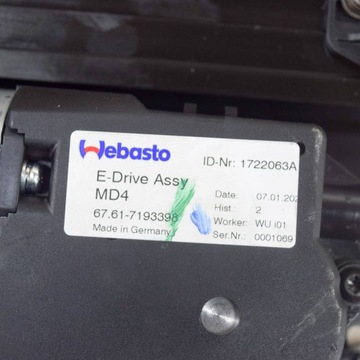 Webasto
ID-Nr: 1722063A
E-Drive Assy
MD4
67.61-7193398
Made in Germany
Date: 07.01.202
Hist.: 2
Worker: WU i01
Ser.Nr.: 0001069